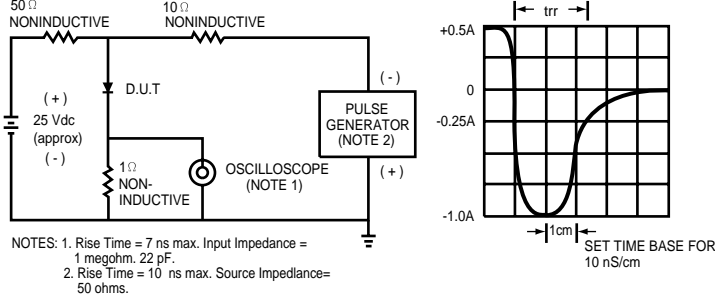 50Ω
NONINDUCTIVE
10Ω
NONINDUCTIVE
(+)
25 Vdc
(approx)
(-)
D.U.T
1Ω
NON-
INDUCTIVE
OSCILLOSCOPE
(NOTE 1)
(-)
PULSE
GENERATOR
(NOTE 2)
(+)
NOTES: 1. Rise Time = 7 ns max. Input Impedance =
1 megohm. 22 pF.
2. Rise Time = 10 ns max. Source Impedlance=
50 ohms.
trr
+0.5A
0
-0.25A
-1.0A
1cm
SET TIME BASE FOR
10 nS/cm